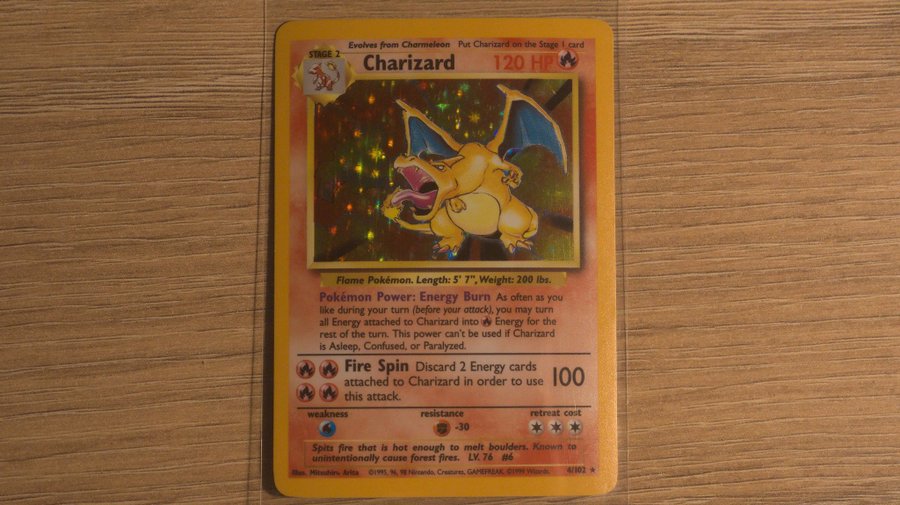 Evolves from Charmeleon Put Charizard on the Stage 1 card
STAGE 2
Charizard 120 HP
Flame Pokémon. Length: 5' 7", Weight: 200 lbs.
Pokémon Power: Energy Burn As often as you
like during your turn (before your attack), you may turn
all Energy attached to Charizard into Energy for the
rest of the turn. This power can't be used if Charizard
is Asleep, Confused, or Paralyzed.
Fire Spin Discard 2 Energy cards
attached to Charizard in order to use 100
this attack.
weakness resistance retreat cost
-30
Spits fire that is hot enough to melt boulders. Known to
unintentionally cause forest fires. LV. 76 #6
Illus. Mitsuhiro Arita ©1995, 96, 98 Nintendo, Creatures, GAMEFREAK. ©1999 Wizards. 4/102 ★